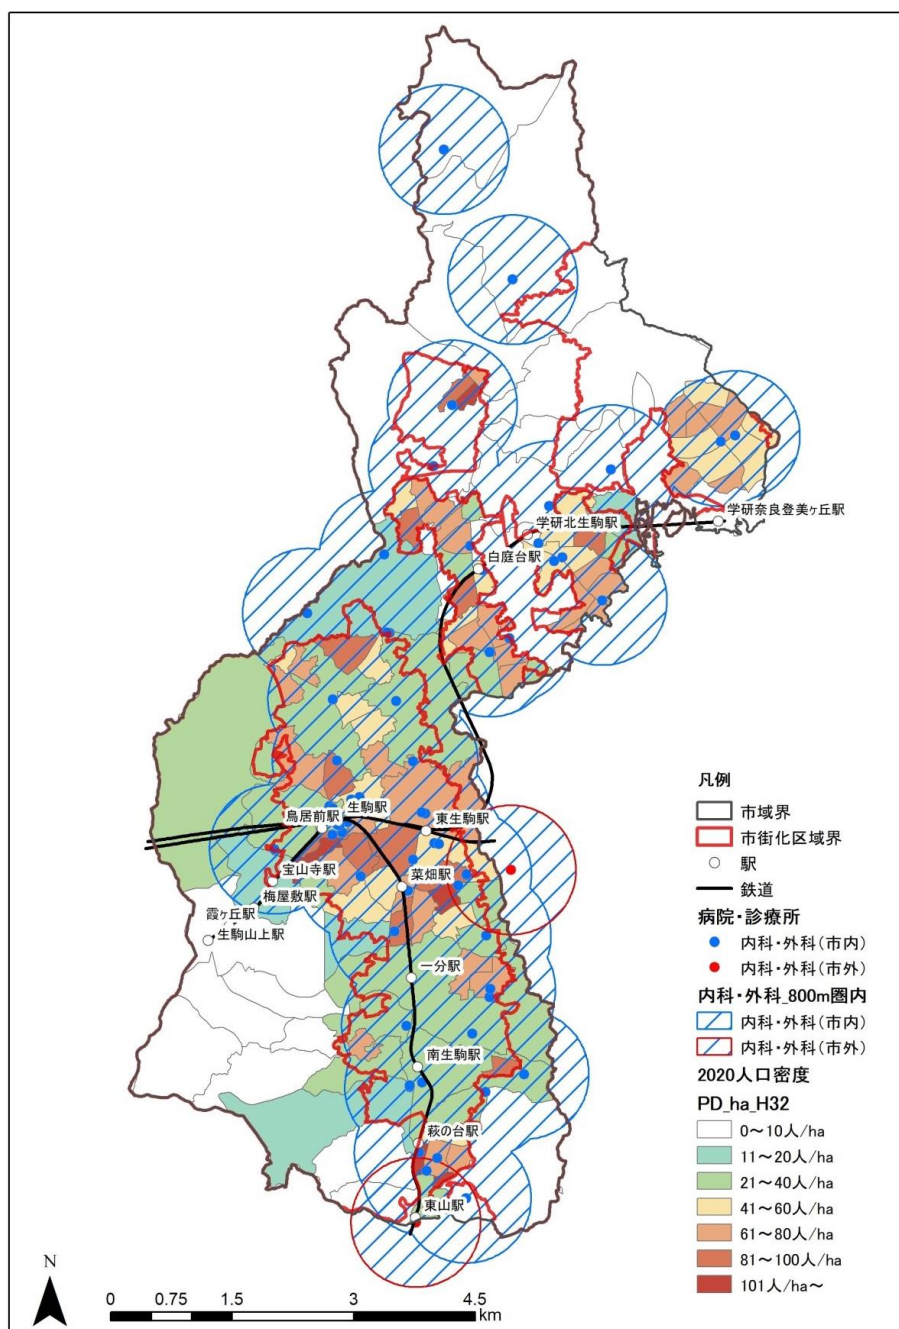 学研奈良登美ヶ丘駅
学研北生駒駅
白庭台駅
生駒駅
鳥居前駅
東生駒駅
宝山寺駅
菜畑駅
梅屋敷駅
霞ヶ丘駅
生駒山上駅
一分駅
南生駒駅
萩の台駅
東山駅
凡例
市域界
市街化区域界
駅
鉄道
病院・診療所
内科・外科(市内)
内科・外科(市外)
内科・外科_800m圏内
内科・外科(市内)
内科・外科(市外)
2020人口密度
PD_ha_H32
0～10人/ha
11～20人/ha
21～40人/ha
41～60人/ha
61～80人/ha
81～100人/ha
101人/ha～
N
0 0.75 1.5 3 4.5
km